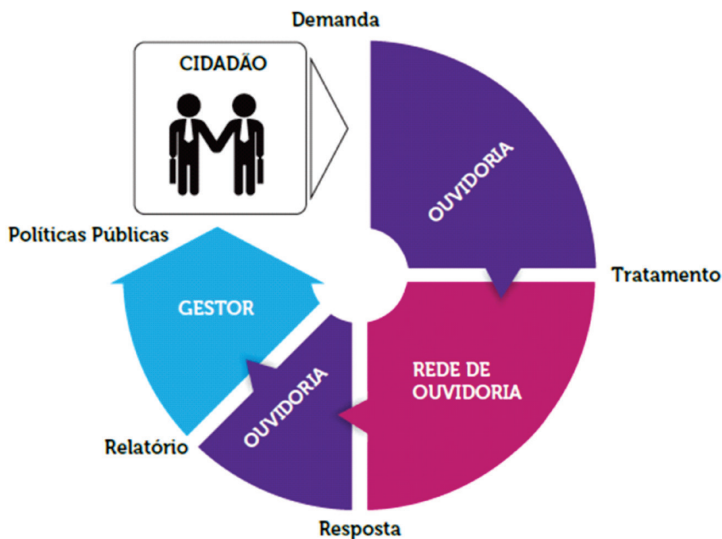 Demanda
CIDADÃO
OUVIDORIA
Políticas Públicas
Tratamento
GESTOR
REDE DE
OUVIDORIA
OUVIDORIA
Relatório
Resposta